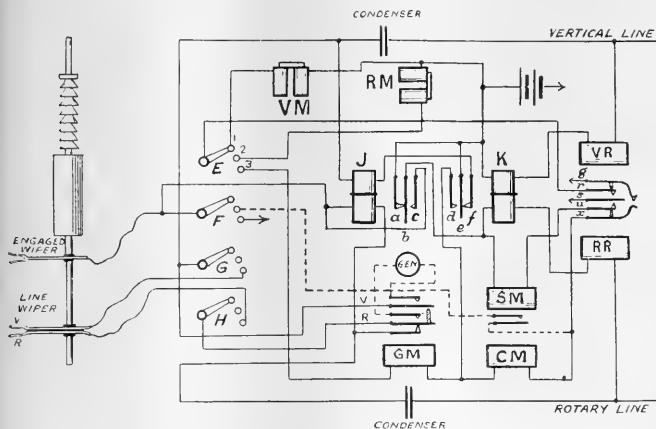 CONDENSER
VERTICAL LINE
VM
RM
1
2
3
E
J
K
VR
g
r
s
u
x
a
b
c
d
e
f
F
ENGAGED
WIPER
G
GEN
RR
LINE
WIPER
V
R
H
V
R
SM
GM
CM
CONDENSER
ROTARY LINE